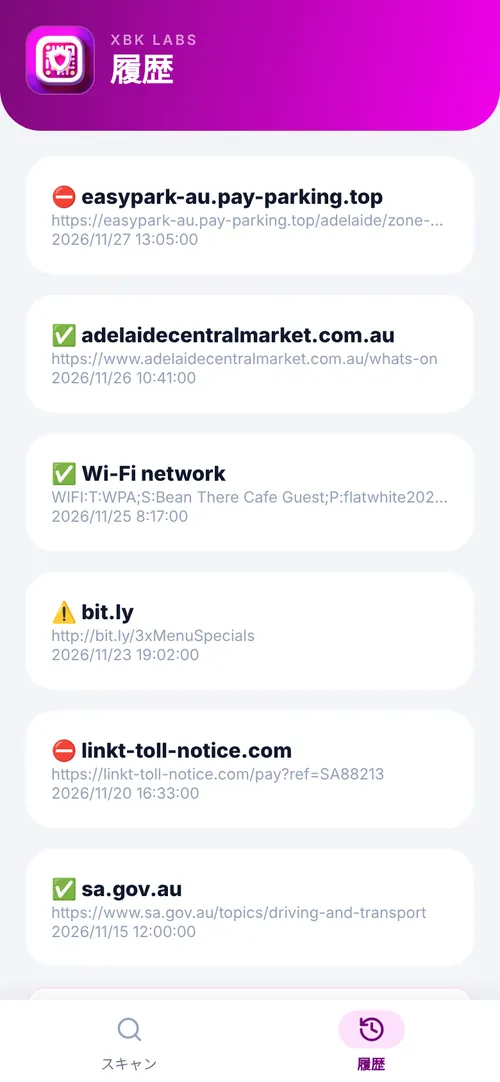 XBK LABS
履歴
⛔ easypark-au.pay-parking.top
https://easypark-au.pay-parking.top/adelaide/zone-...
2026/11/27 13:05:00
✅ adelaidecentralmarket.com.au
https://www.adelaidecentralmarket.com.au/whats-on
2026/11/26 10:41:00
✅ Wi-Fi network
WIFI:T:WPA;S:Bean There Cafe Guest;P:flatwhite202...
2026/11/25 8:17:00
⚠️ bit.ly
http://bit.ly/3xMenuSpecials
2026/11/23 19:02:00
⛔ linkt-toll-notice.com
https://linkt-toll-notice.com/pay?ref=SA88213
2026/11/20 16:33:00
✅ sa.gov.au
https://www.sa.gov.au/topics/driving-and-transport
2026/11/15 12:00:00
スキャン
履歴